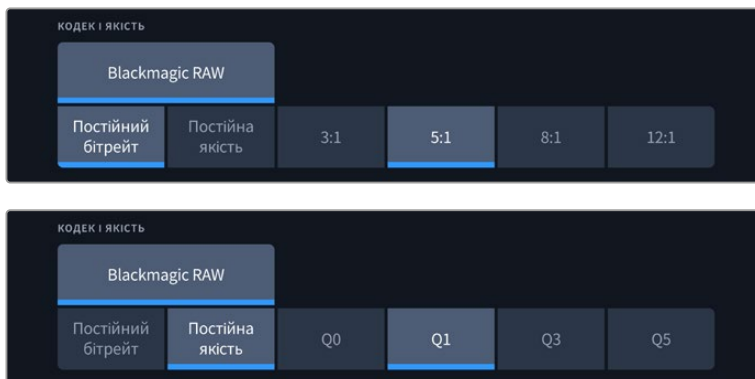 КОДЕК І ЯКІСТЬ
Blackmagic RAW
Постійний
бітрейт
Постійна
якість
3:1
5:1
8:1
12:1
КОДЕК І ЯКІСТЬ
Blackmagic RAW
Постійний
бітрейт
Постійна
якість
Q0
Q1
Q3
Q5